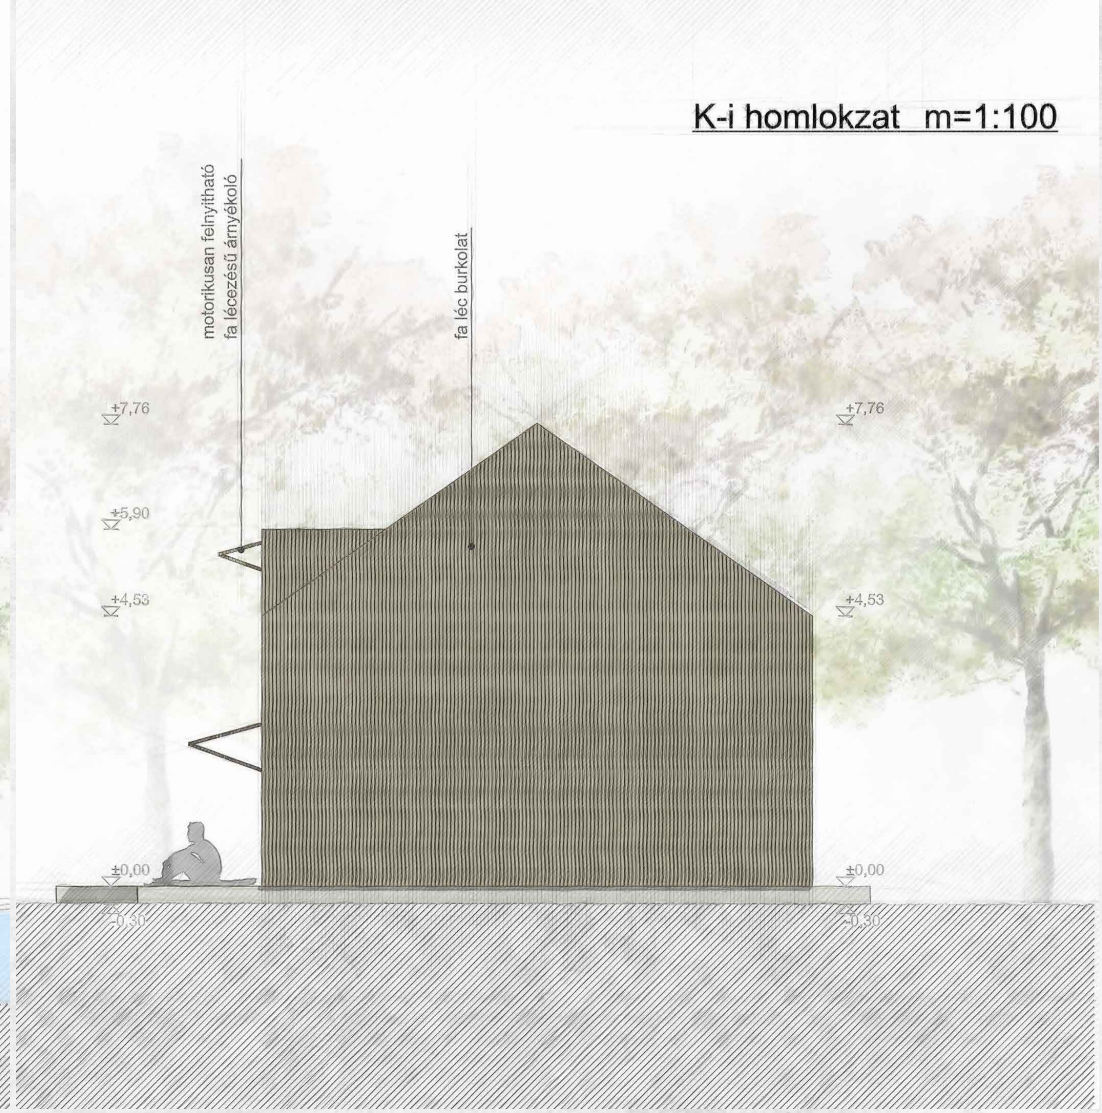 K-i homlokzat m=1:100
motorikusan felnyitható
fa lécezésű árnyékoló
fa léc burkolat
+7,76
+7,76
+5,90
+4,53
+4,53
±0,00
±0,00
-0,30
-0,30